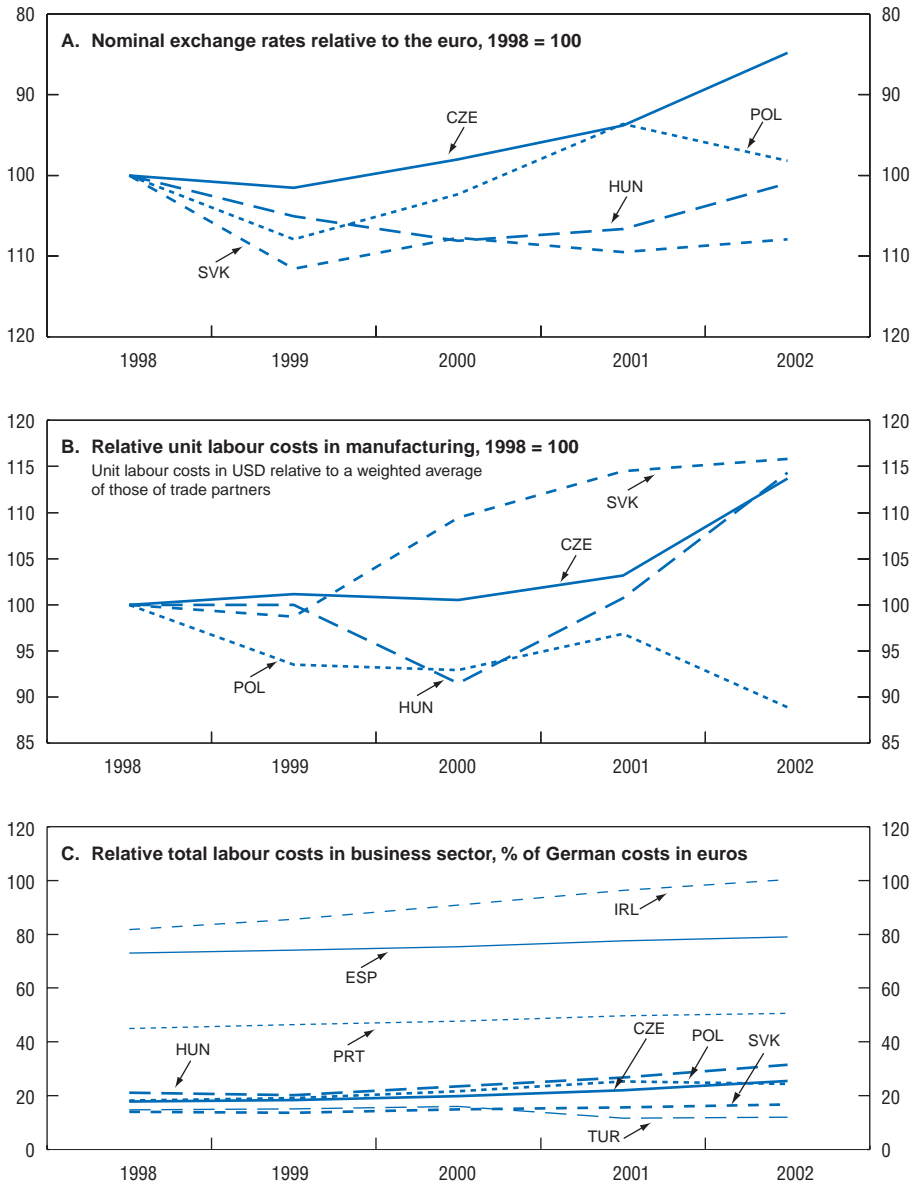 80 80
A. Nominal exchange rates relative to the euro, 1998 = 100
CZE
POL
90 90
100 100
HUN
SVK
110 110
120 120
1998 1999 2000 2001 2002
120 120
B. Relative unit labour costs in manufacturing, 1998 = 100
Unit labour costs in USD relative to a weighted average
of those of trade partners
115 115
SVK
110 110
CZE
105 105
100 100
95 95
POL
HUN
90 90
85 85
1998 1999 2000 2001 2002
120 120
C. Relative total labour costs in business sector, % of German costs in euros
100 100
IRL
80 80
ESP
60 60
40 40
HUN PRT CZE POL SVK
20 20
TUR
0 0
1998 1999 2000 2001 2002